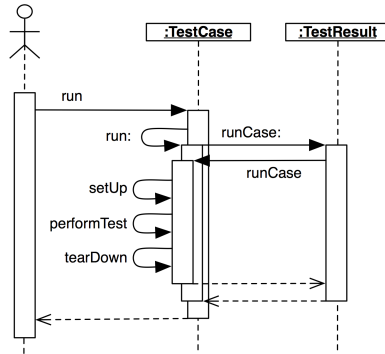 :TestCase
:TestResult
run
run:
runCase:
runCase
setUp
performTest
tearDown